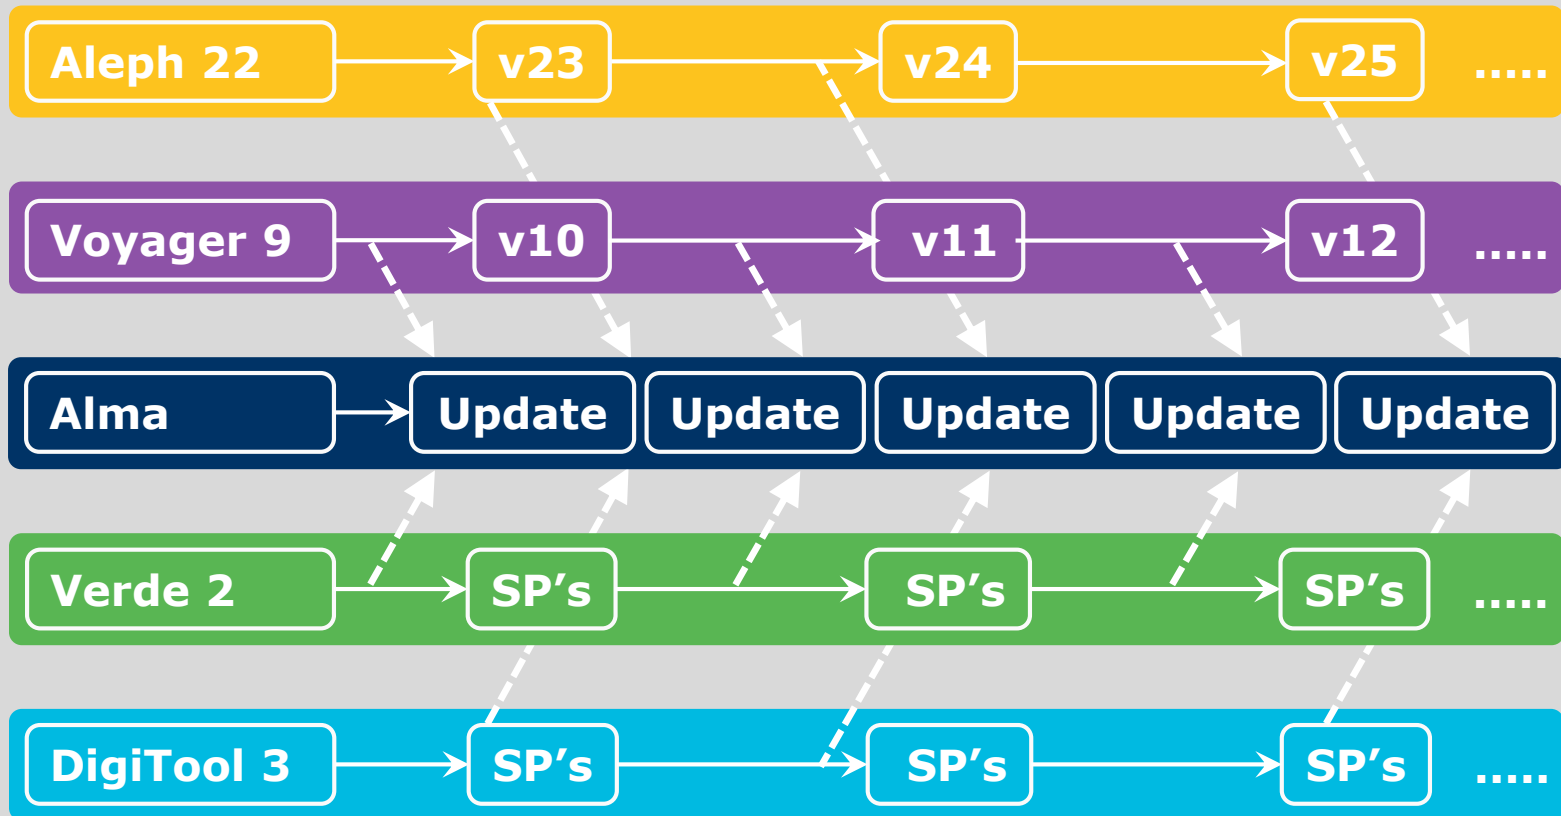 Aleph 22 v23 v24 v25 .....
Voyager 9 v10 v11 v12 .....
Alma Update Update Update Update Update
Verde 2 SP’s SP’s SP’s .....
DigiTool 3 SP’s SP’s SP’s .....